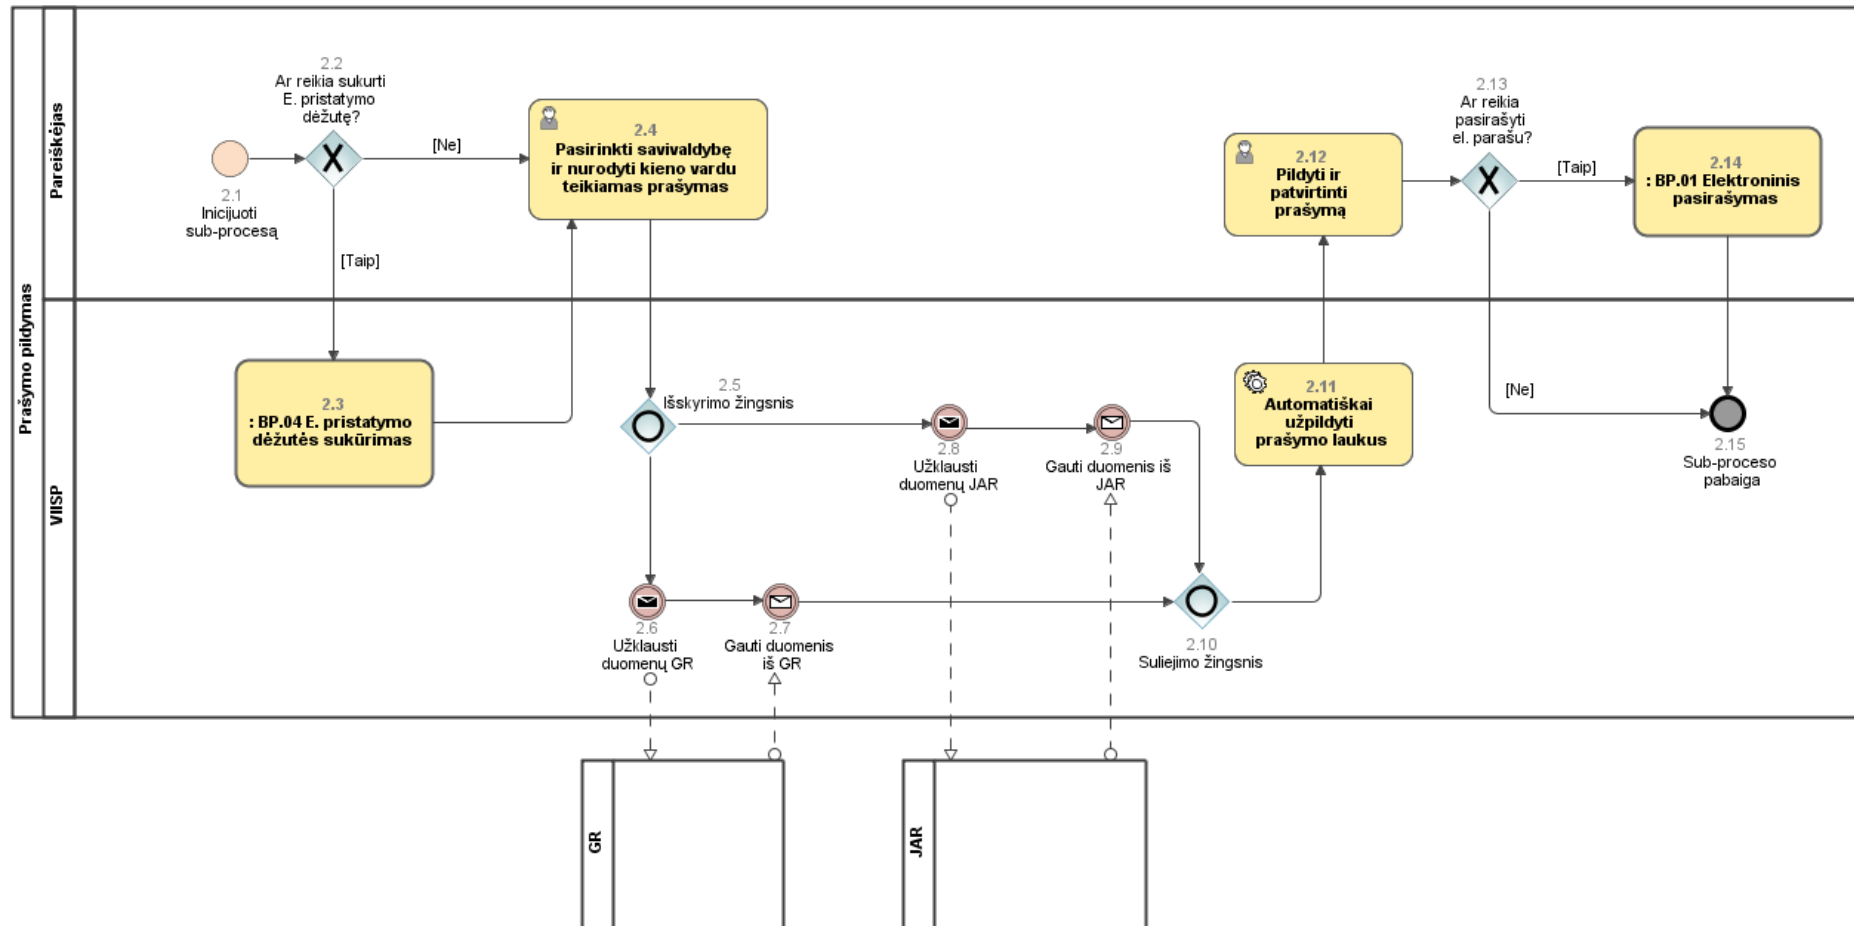 Prašymo pildymas
Pareiškėjas
2.1
Inicijuoti
sub-procesą
2.2
Ar reikia sukurti
E. pristatymo
dėžutę?
[Ne]
[Taip]
2.4
Pasirinkti savivaldybę
ir nurodyti kieno vardu
teikiamas prašymas
2.12
Pildyti ir
patvirtinti
prašymą
2.13
Ar reikia
pasirašyti
el. parašu?
[Taip]
2.14
: BP.01 Elektroninis
pasirašymas
VIISP
2.3
: BP.04 E. pristatymo
dėžutės sukūrimas
2.5
Išskyrimo žingsnis
2.8
Užklausti
duomenų JAR
2.9
Gauti duomenis iš
JAR
2.11
Automatiškai
užpildyti
prašymo laukus
[Ne]
2.15
Sub-proceso
pabaiga
2.6
Užklausti
duomenų GR
2.7
Gauti duomenis
iš GR
2.10
Suliejimo žingsnis
GR
JAR